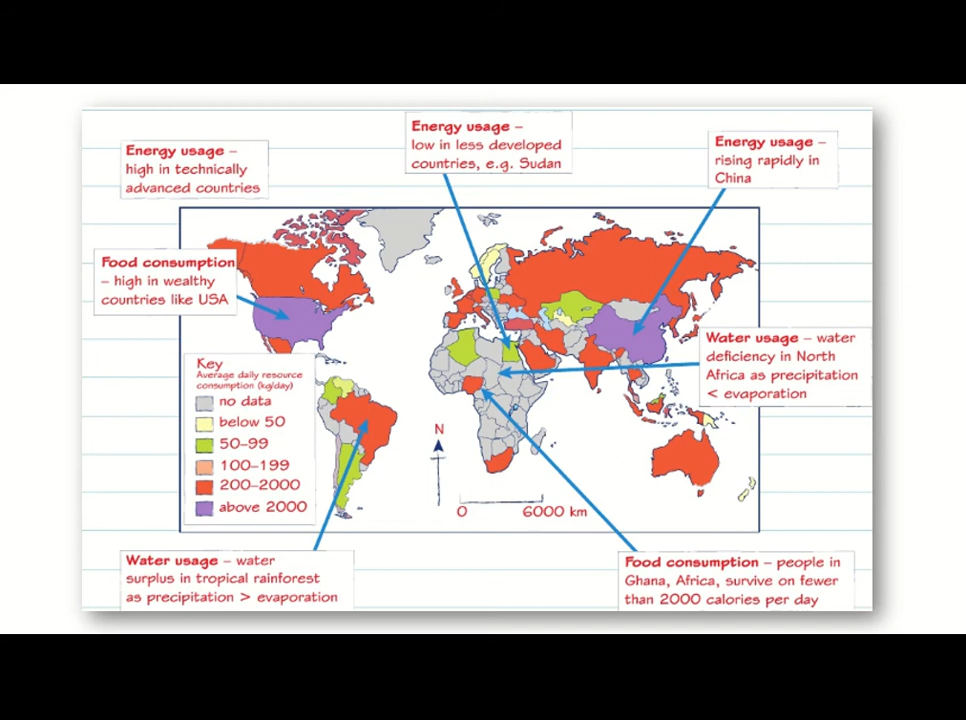 Energy usage –
high in technically
advanced countries
Energy usage –
low in less developed
countries, e.g. Sudan
Energy usage –
rising rapidly in
China
Food consumption
– high in wealthy
countries like USA
Water usage – water
deficiency in North
Africa as precipitation
< evaporation
Key
Average daily resource
consumption (kg/day)
no data
below 50
50–99
100–199
200–2000
above 2000
N
0 6000 km
Water usage – water
surplus in tropical rainforest
as precipitation > evaporation
Food consumption – people in
Ghana, Africa, survive on fewer
than 2000 calories per day